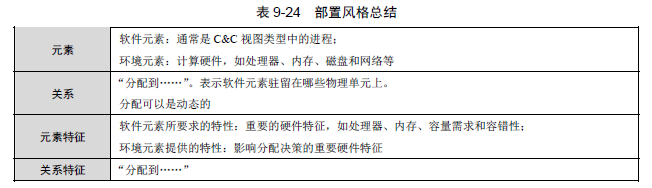 表 9-24 部置风格总结
元素
软件元素：通常是 C&C 视图类型中的进程；
环境元素：计算硬件，如处理器、内存、磁盘和网络等
关系
“分配到……”。表示软件元素驻留在哪些物理单元上。
分配可以是动态的
元素特征
软件元素所要求的特性：重要的硬件特征，如处理器、内存、容量需求和容错性；
环境元素提供的特性：影响分配决策的重要硬件特征
关系特征
“分配到……”